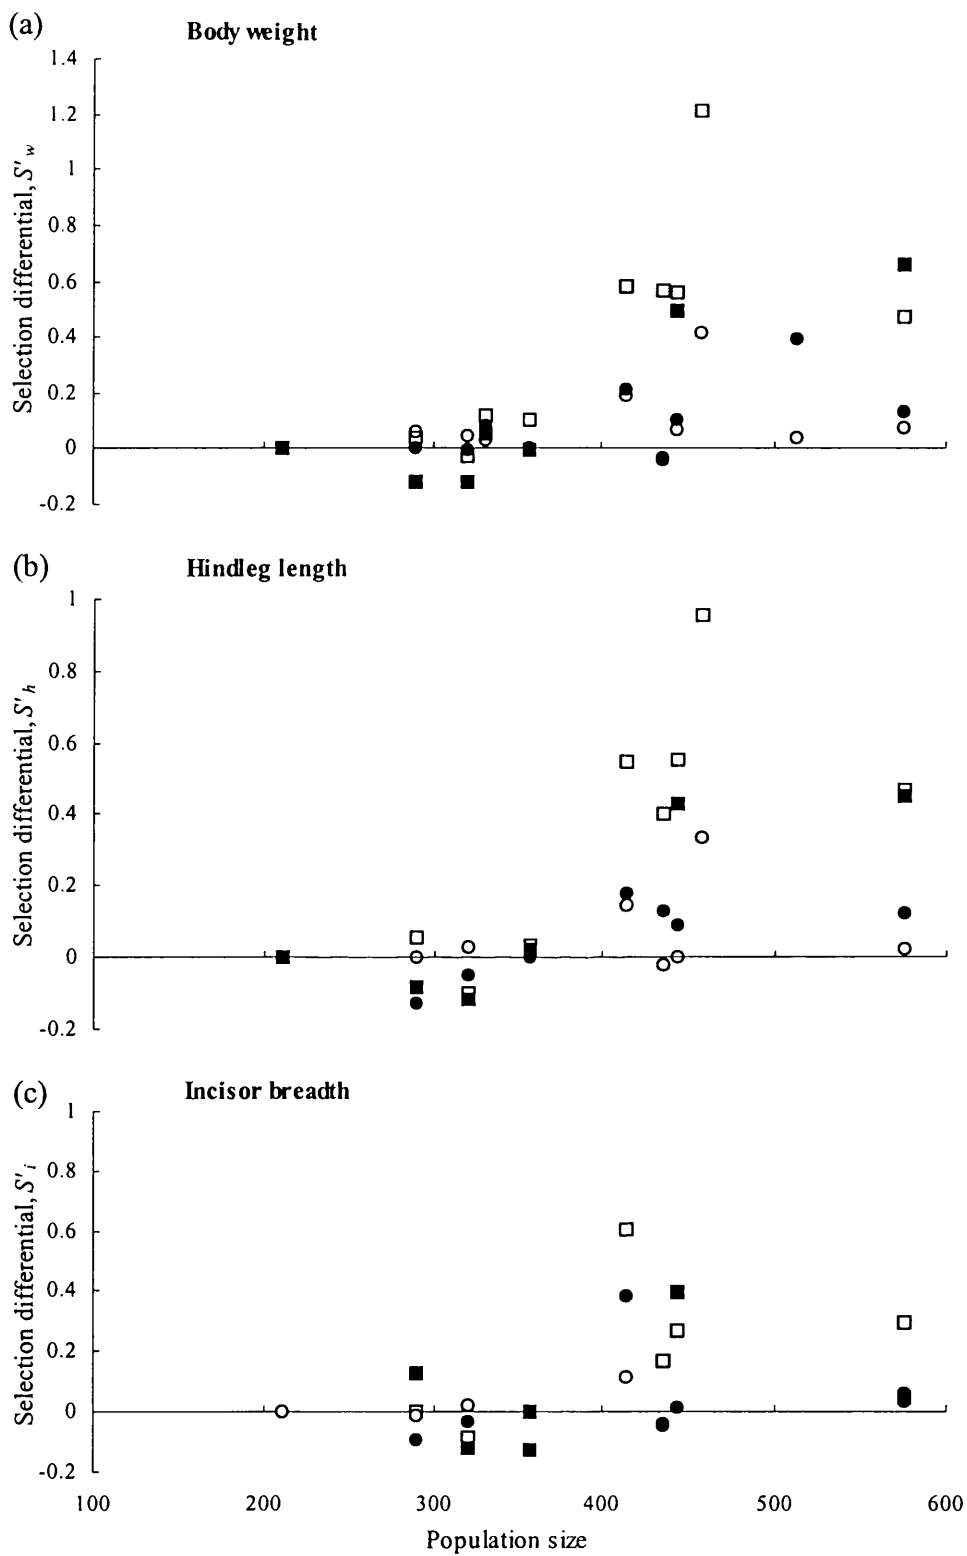 (a)
Body weight
1.4
1.2
1
0.8
0.6
0.4
0.2
0
-0.2
Selection differential, S'w
(b)
Hindleg length
1
0.8
0.6
0.4
0.2
0
-0.2
Selection differential, S'h
(c)
Incisor breadth
1
0.8
0.6
0.4
0.2
0
-0.2
Selection differential, S'i
100 200 300 400 500 600
Population size